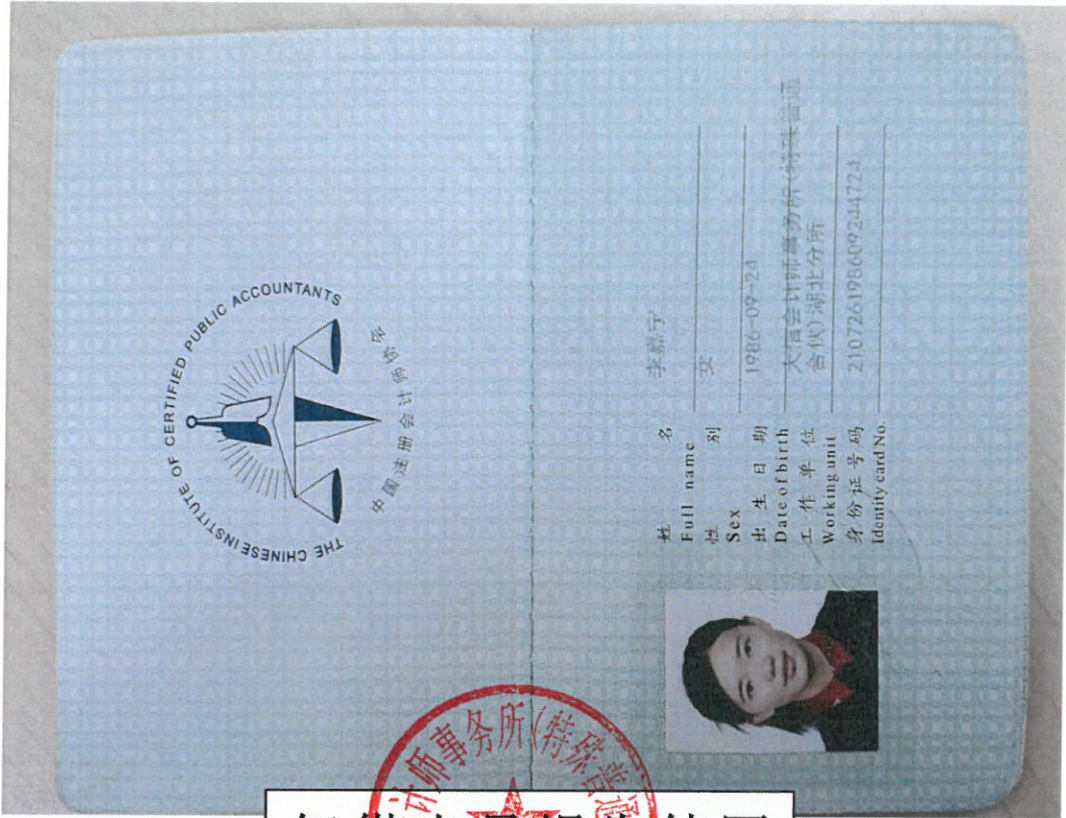 THE CHINESE INSTITUTE OF CERTIFIED PUBLIC ACCOUNTANTS
中国注册会计师协会
姓名 李嘉宁
Full name
性别 女
Sex
出生日期 1986-09-24
Date of birth
工作单位 大信会计师事务所(特殊普通
Working unit 合伙)湖北分所
身份证号码 210726198609244724
Identity card No.
计师事务所(特殊普通